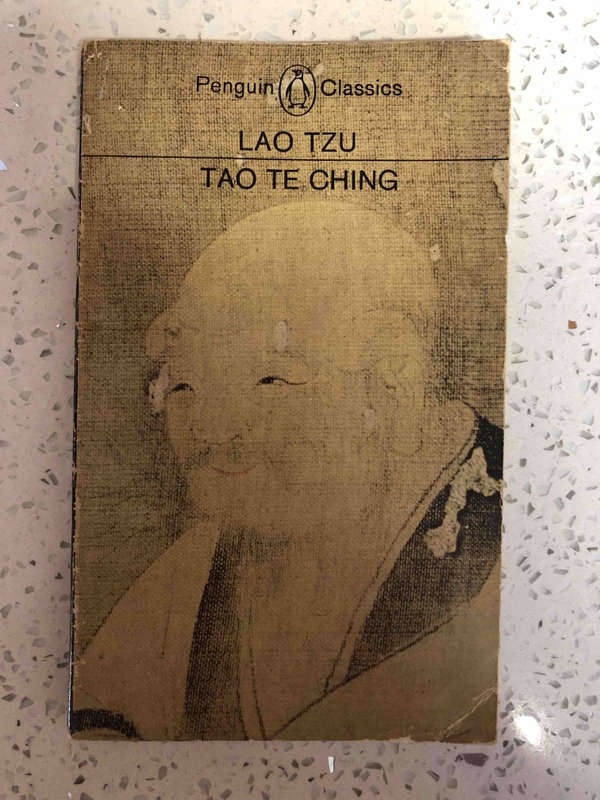 Penguin Classics
LAO TZU
TAO TE CHING